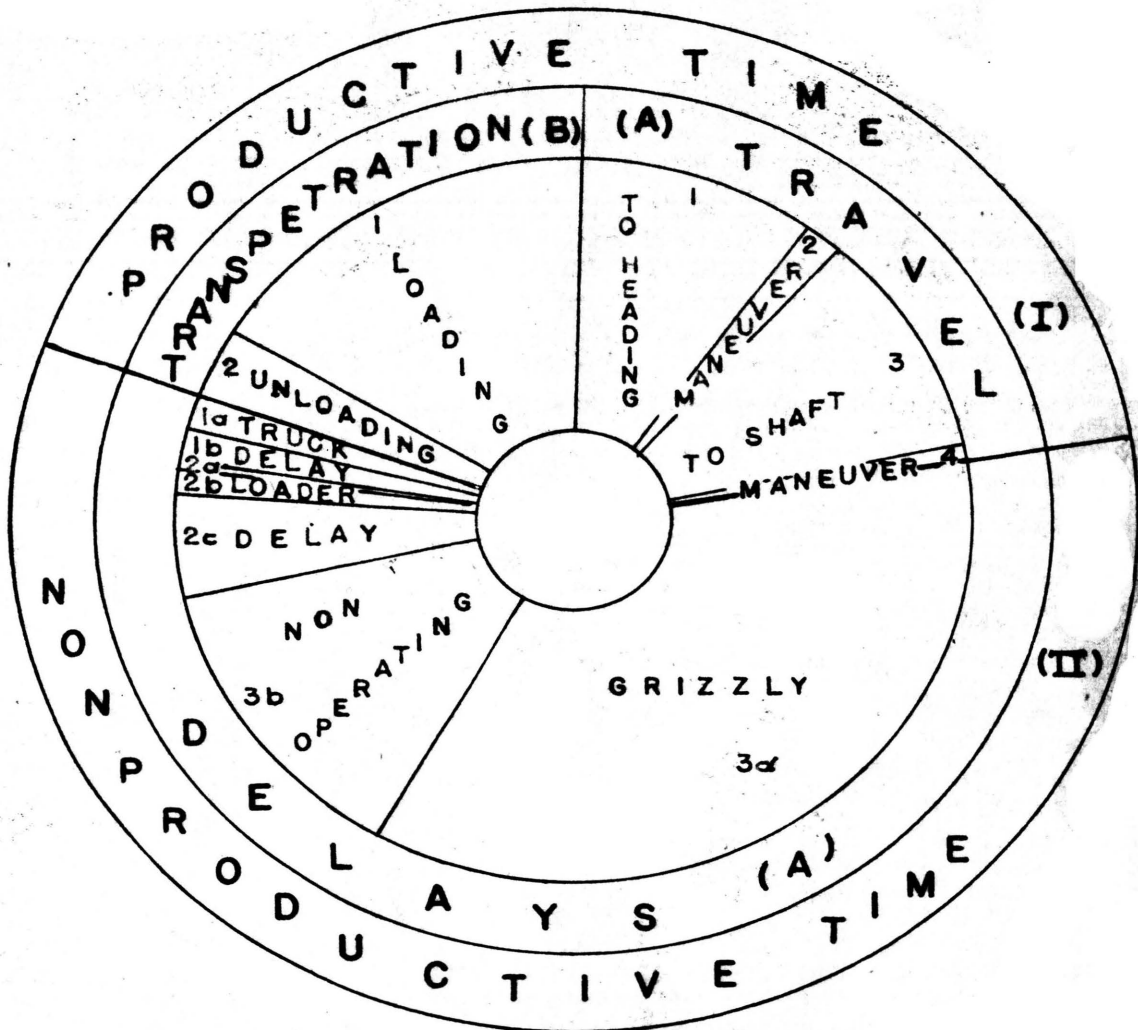 PRODUCTIVE TIME
(I)
TRANSPETRATION (B)
(A) TRAVEL
1 LOADING
2 UNLOADING
1 TO HEADING
2 MANEULER
3 TO SHAFT
MANEUVER 4
1a TRUCK
1b DELAY
2a
2b LOADER
2c DELAY
NON
OPERATING
3b
GRIZZLY
3a
DELAYS (A)
NONPRODUCTIVE TIME
(II)